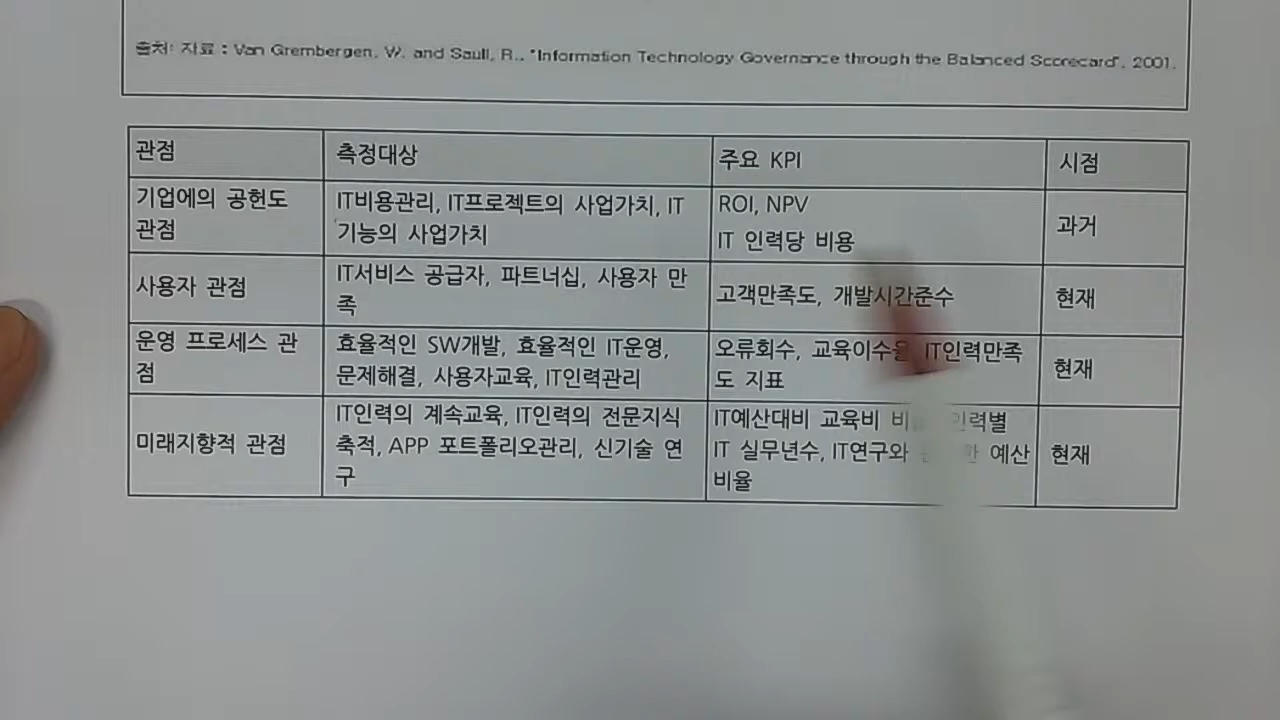 출처: 자료 : Van Grembergen, W. and Saull, R., "Information Technology Governance through the Balanced Scorecard", 2001.
관점 측정대상 주요 KPI 시점
기업에의 공헌도
관점
IT비용관리, IT프로젝트의 사업가치, IT
기능의 사업가치
ROI, NPV
IT 인력당 비용
과거
사용자 관점
IT서비스 공급자, 파트너십, 사용자 만
족
고객만족도, 개발시간준수
현재
운영 프로세스 관
점
효율적인 SW개발, 효율적인 IT운영,
문제해결, 사용자교육, IT인력관리
오류회수, 교육이수율 IT인력만족
도 지표
현재
미래지향적 관점
IT인력의 계속교육, IT인력의 전문지식
축적, APP 포트폴리오관리, 신기술 연
구
IT예산대비 교육비 인력별
IT 실무년수, IT연구와 예산
비율
현재